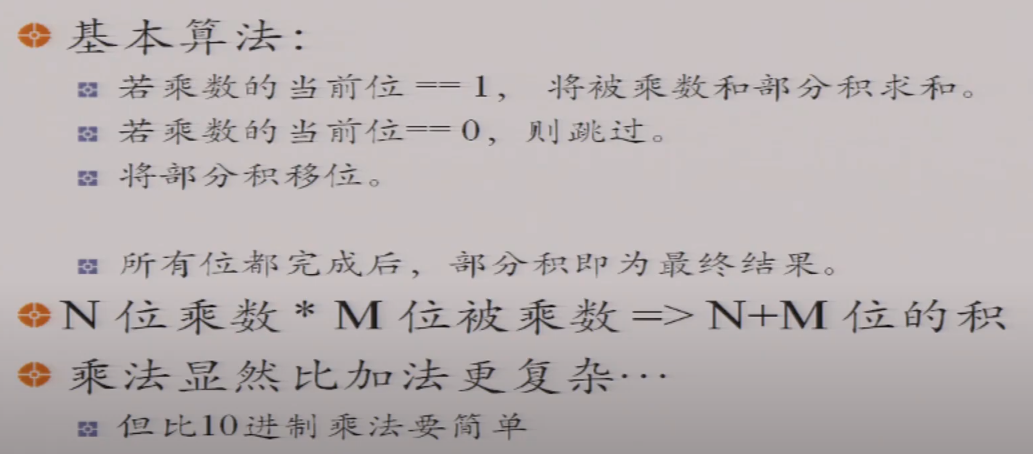 基本算法：
若乘数的当前位 == 1， 将被乘数和部分积求和。
若乘数的当前位== 0，则跳过。
将部分积移位。
所有位都完成后，部分积即为最终结果。
N 位乘数 * M 位被乘数 => N+M 位的积
乘法显然比加法更复杂…
但比10进制乘法要简单